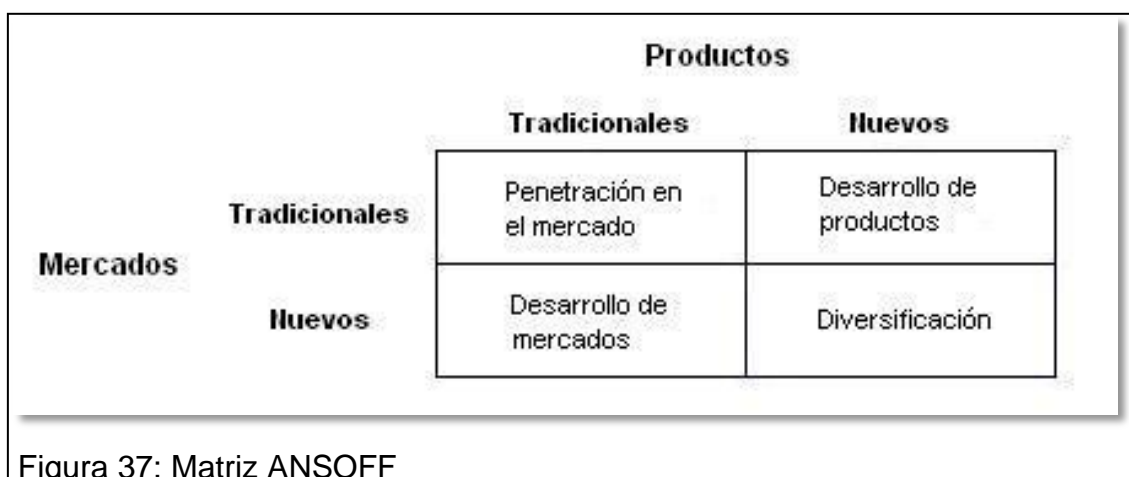 Productos
Tradicionales Nuevos
Tradicionales
Penetración en
el mercado
Desarrollo de
productos
Mercados
Nuevos
Desarrollo de
mercados
Diversificación
Figura 37: Matriz ANSOFF